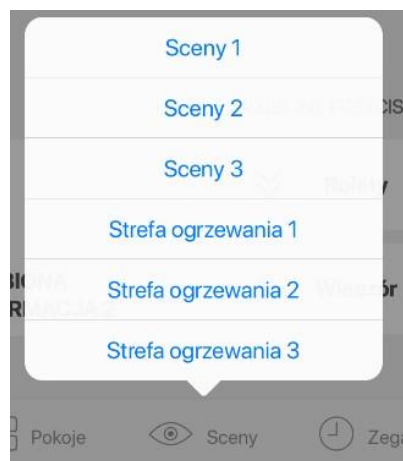 Sceny 1
Sceny 2
Sceny 3
Strefa ogrzewania 1
Strefa ogrzewania 2
Strefa ogrzewania 3
Rolety
Pokoje
Sceny